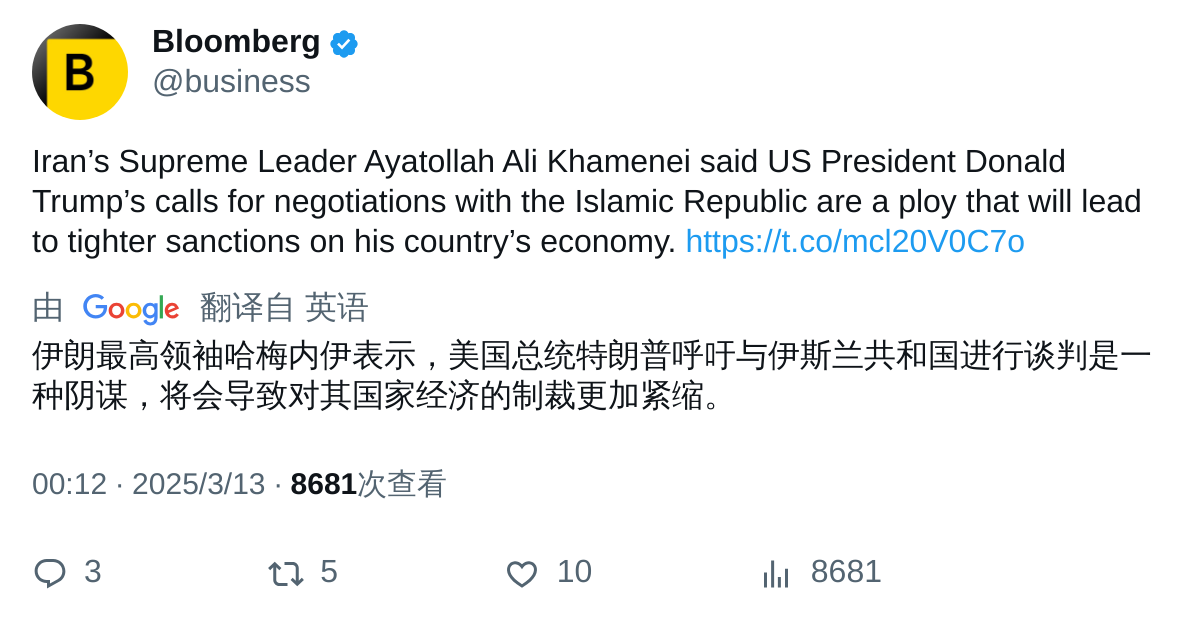 B
Bloomberg
@business
Iran’s Supreme Leader Ayatollah Ali Khamenei said US President Donald
Trump’s calls for negotiations with the Islamic Republic are a ploy that will lead
to tighter sanctions on his country’s economy. https://t.co/mcl20V0C7o
由 Google 翻译自 英语
伊朗最高领袖哈梅内伊表示，美国总统特朗普呼吁与伊斯兰共和国进行谈判是一
种阴谋，将会导致对其国家经济的制裁更加紧缩。
00:12 · 2025/3/13 · 8681次查看
3 5 10 8681